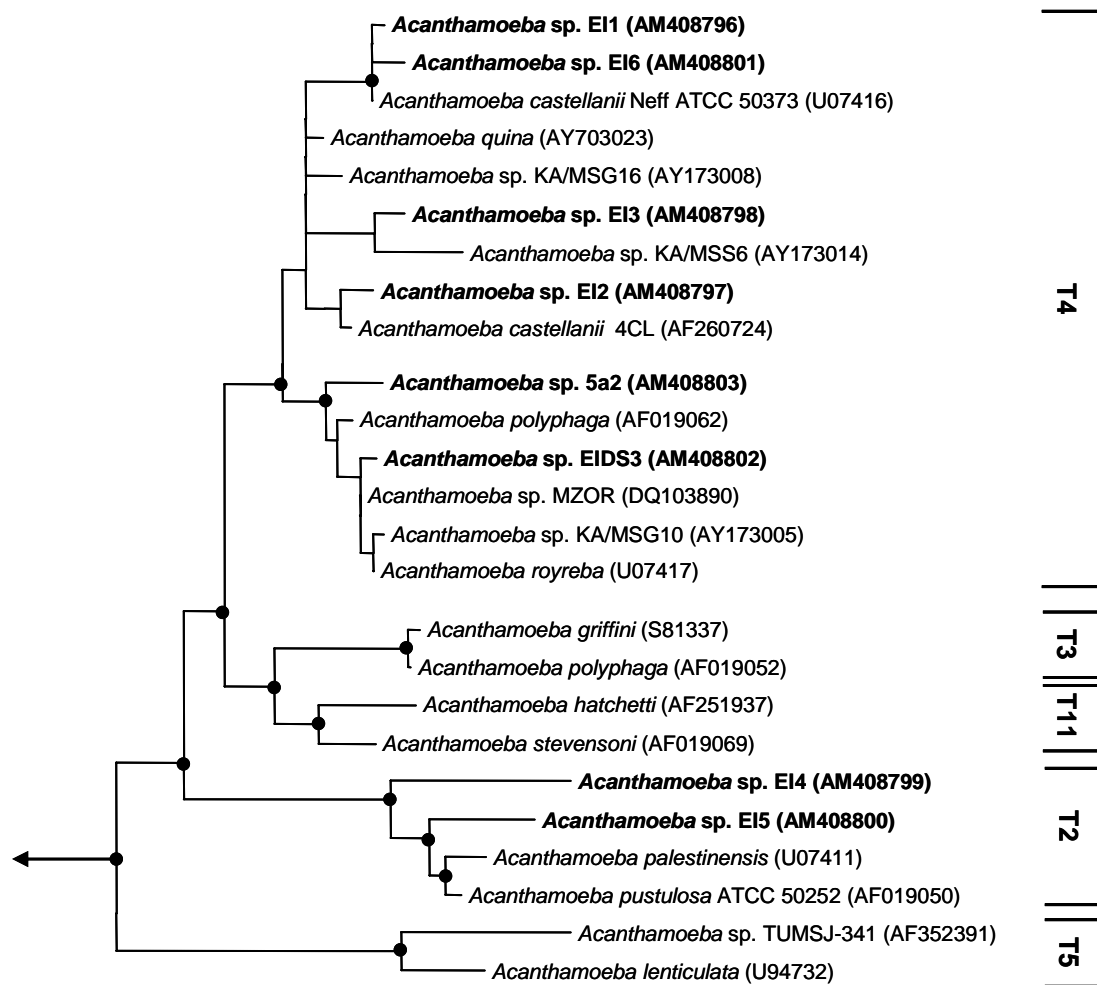 Acanthamoeba sp. EI1 (AM408796)
Acanthamoeba sp. EI6 (AM408801)
Acanthamoeba castellanii Neff ATCC 50373 (U07416)
Acanthamoeba quina (AY703023)
Acanthamoeba sp. KA/MSG16 (AY173008)
Acanthamoeba sp. EI3 (AM408798)
Acanthamoeba sp. KA/MSS6 (AY173014)
Acanthamoeba sp. EI2 (AM408797)
Acanthamoeba castellanii 4CL (AF260724)
T4
Acanthamoeba sp. 5a2 (AM408803)
Acanthamoeba polyphaga (AF019062)
Acanthamoeba sp. EIDS3 (AM408802)
Acanthamoeba sp. MZOR (DQ103890)
Acanthamoeba sp. KA/MSG10 (AY173005)
Acanthamoeba royreba (U07417)
Acanthamoeba griffini (S81337)
Acanthamoeba polyphaga (AF019052)
T3
Acanthamoeba hatchetti (AF251937)
Acanthamoeba stevensoni (AF019069)
T11
Acanthamoeba sp. EI4 (AM408799)
Acanthamoeba sp. EI5 (AM408800)
Acanthamoeba palestinensis (U07411)
Acanthamoeba pustulosa ATCC 50252 (AF019050)
T2
Acanthamoeba sp. TUMSJ-341 (AF352391)
Acanthamoeba lenticulata (U94732)
T5